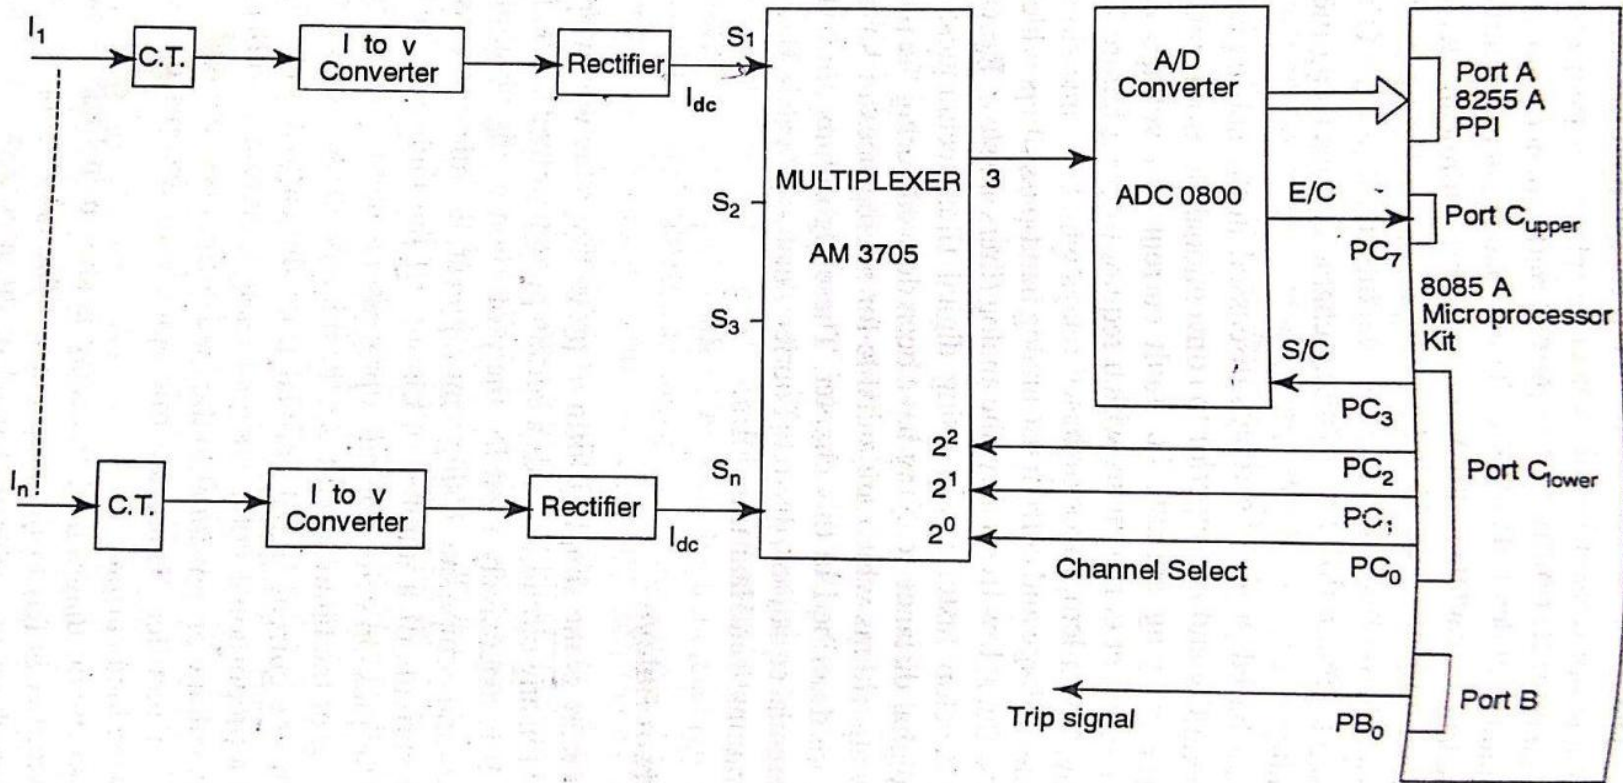 I1
C.T.
I to v
Converter
Rectifier
Idc
S1
S2
S3
Sn
MULTIPLEXER
AM 3705
3
A/D
Converter
ADC 0800
E/C
PC7
S/C
PC3
2²
PC2
2¹
PC1
2⁰
PC0
Channel Select
Trip signal
PB0
Port A
8255 A
PPI
Port Cupper
8085 A
Microprocessor
Kit
Port Clower
Port B
In
C.T.
I to v
Converter
Rectifier
Idc